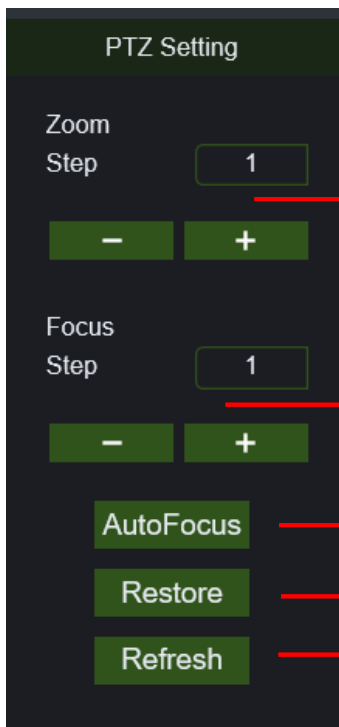 PTZ Setting
Zoom
Step 1
− +
Focus
Step 1
− +
AutoFocus
Restore
Refresh